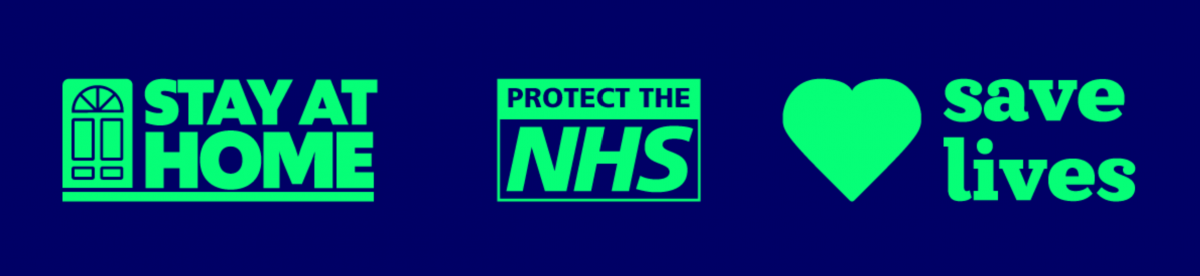 STAY AT
HOME
PROTECT THE
NHS
save
lives